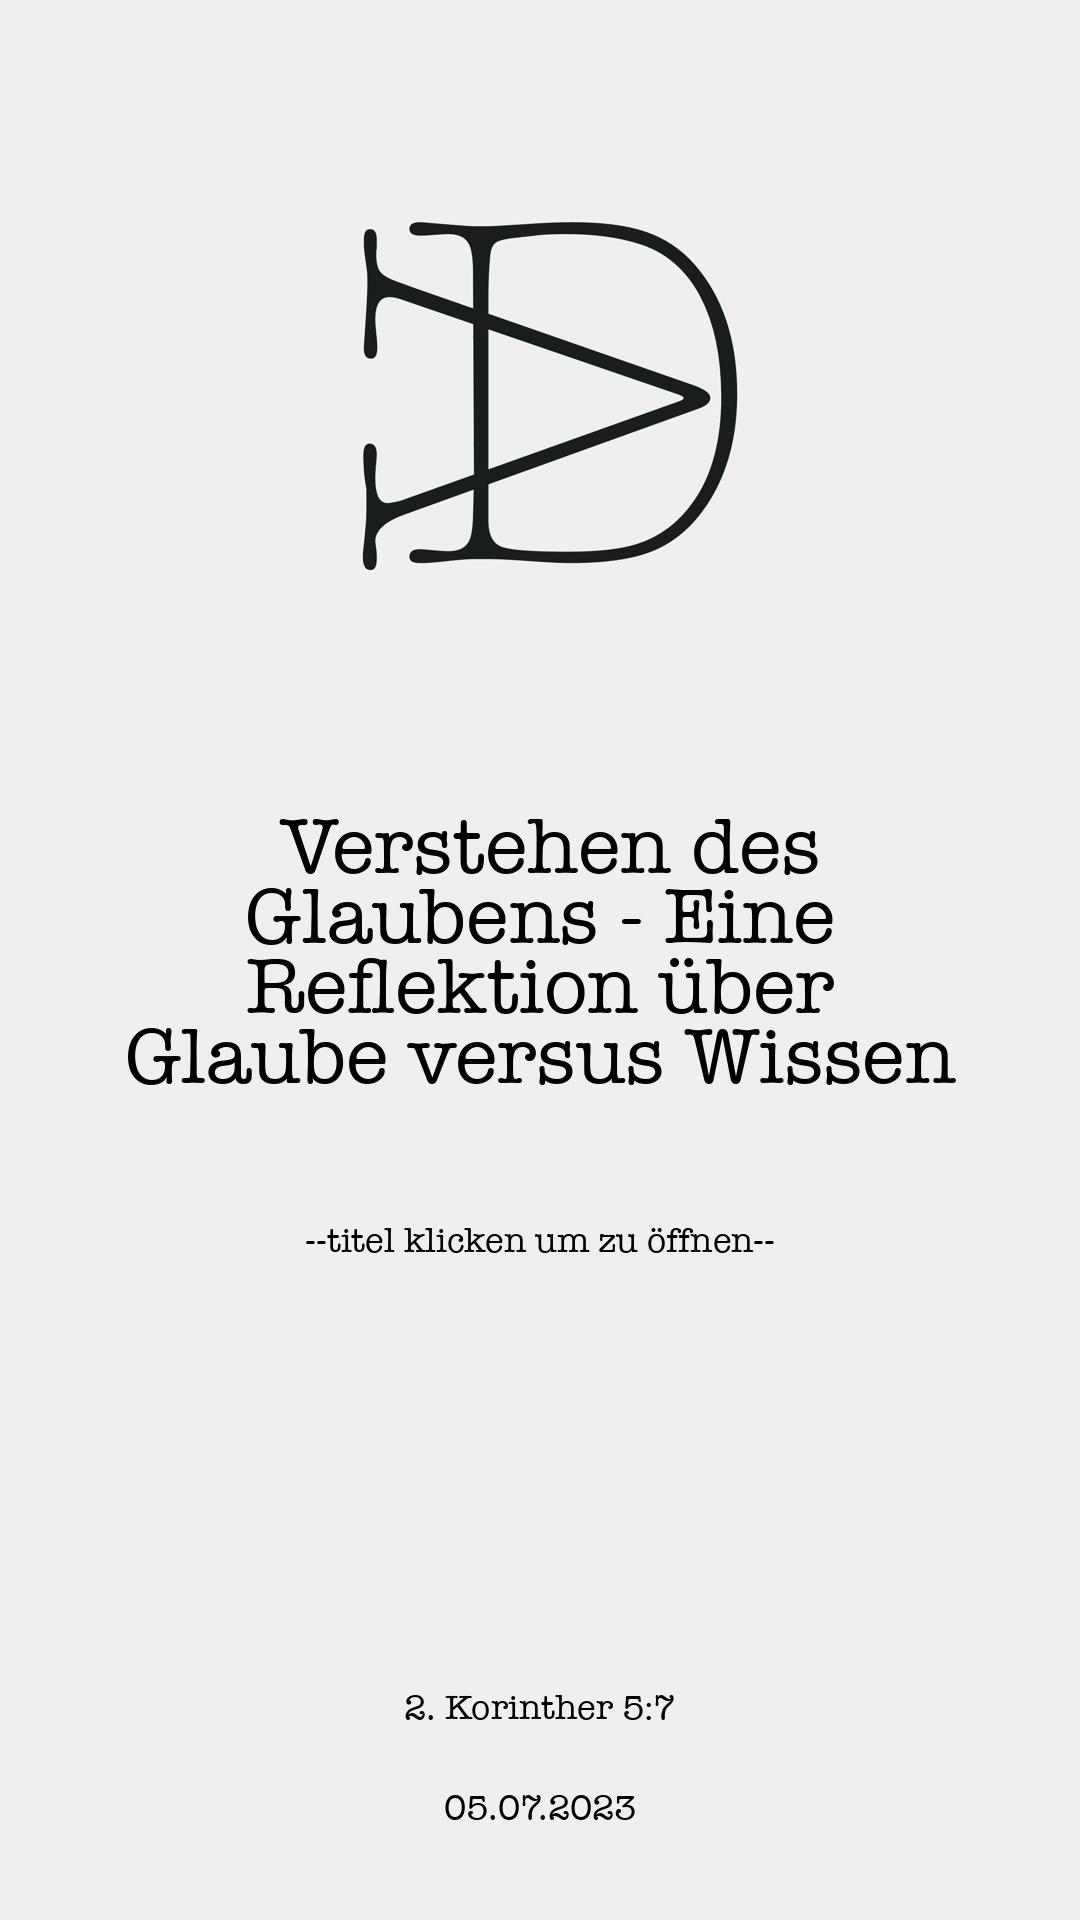 Verstehen des
Glaubens - Eine
Reflektion über
Glaube versus Wissen
--titel klicken um zu öffnen--
2. Korinther 5:7
05.07.2023